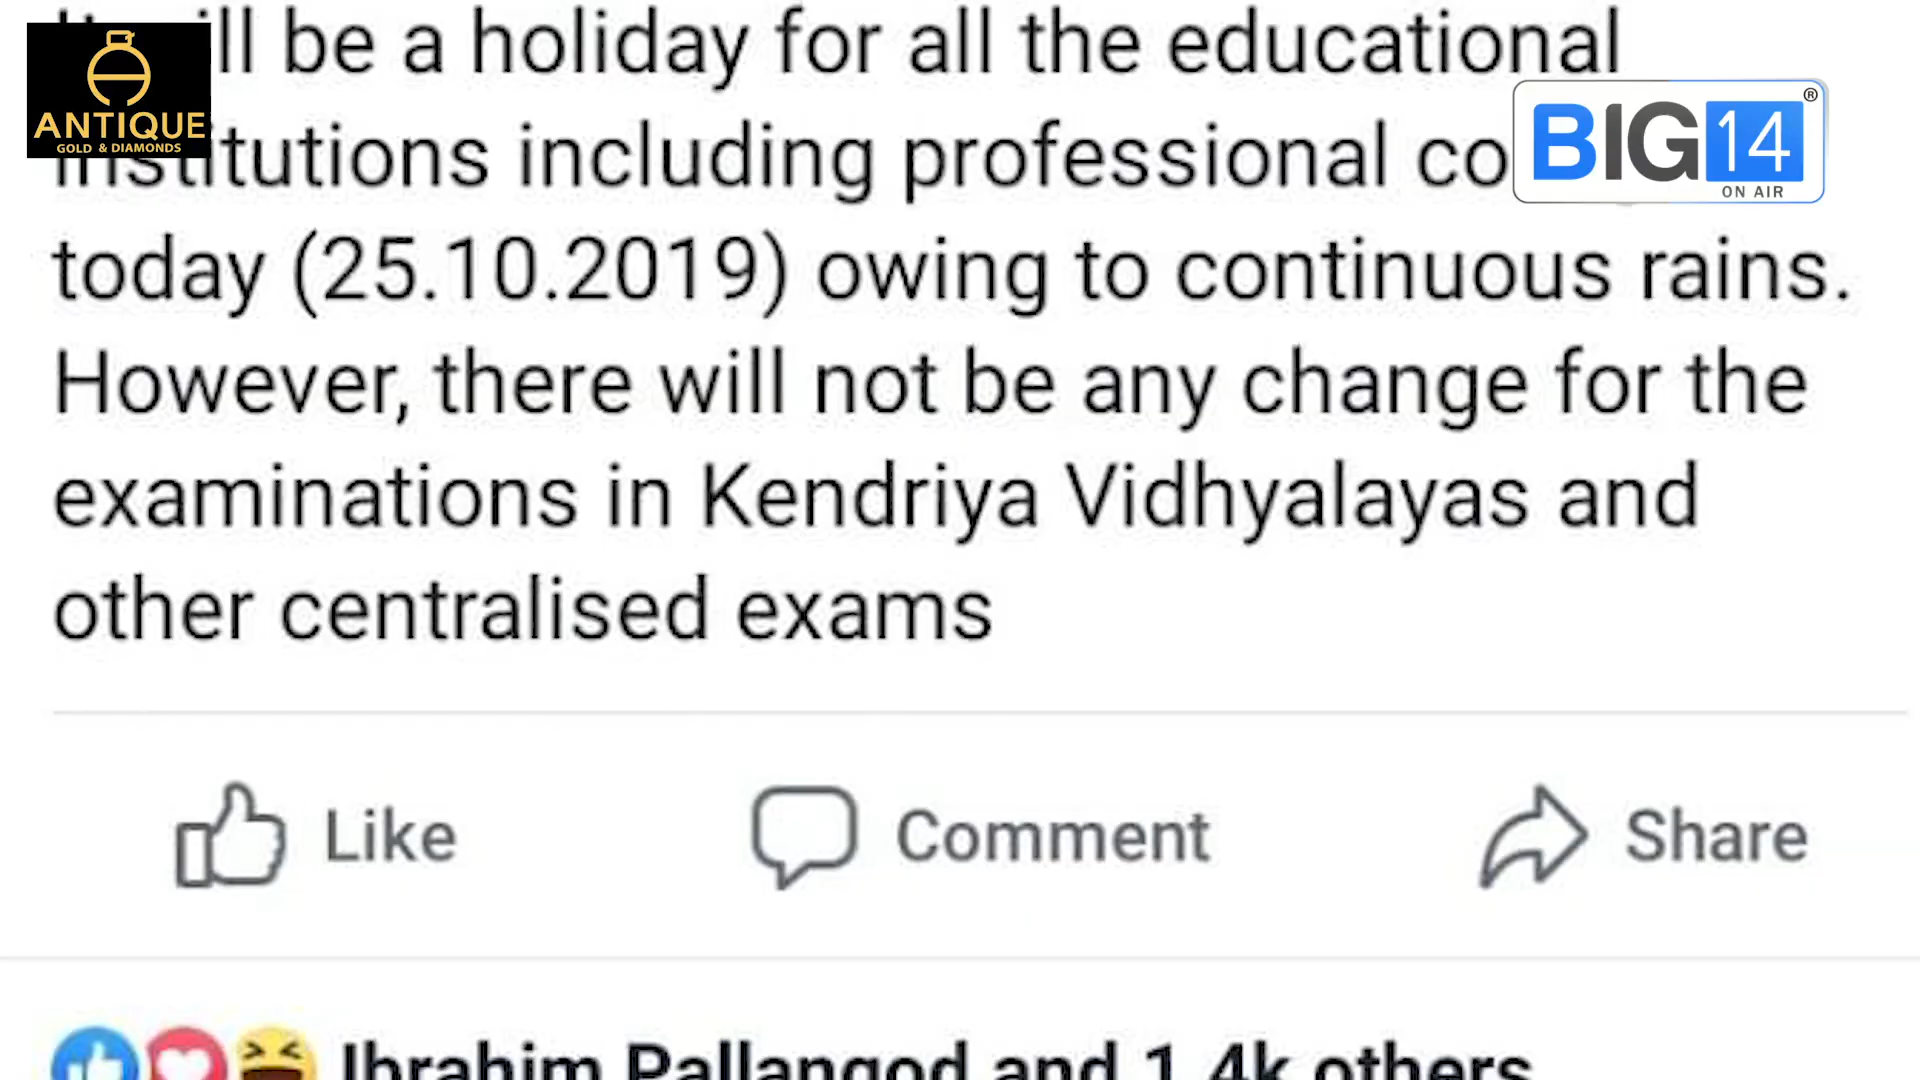 ill be a holiday for all the educational
institutions including professional co
today (25.10.2019) owing to continuous rains.
However, there will not be any change for the
examinations in Kendriya Vidhyalayas and
other centralised exams
Like Comment Share
Ibrahim Pallangod and 1.4k others
ANTIQUE
GOLD & DIAMONDS
BIG14®
ON AIR